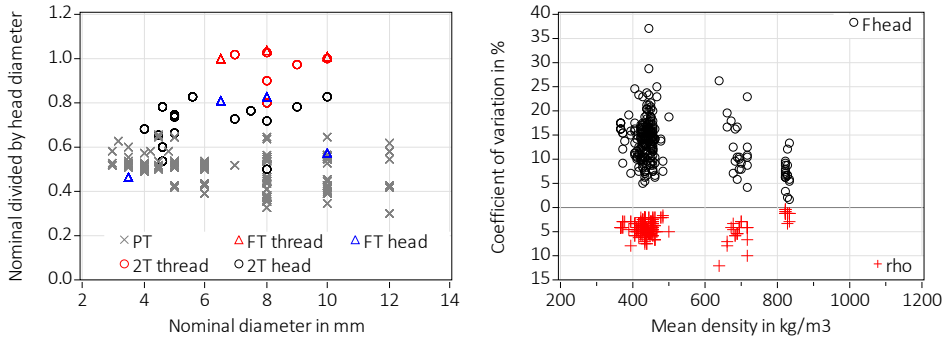 Nominal divided by head diameter
1.2
1.0
0.8
0.6
0.4
0.2
0.0
PT
FT thread
FT head
2T thread
2T head
2 4 6 8 10 12 14
Nominal diameter in mm
Coefficient of variation in %
40
35
30
25
20
15
10
5
0
5
10
15
Fhead
rho
200 400 600 800 1000 1200
Mean density in kg/m3